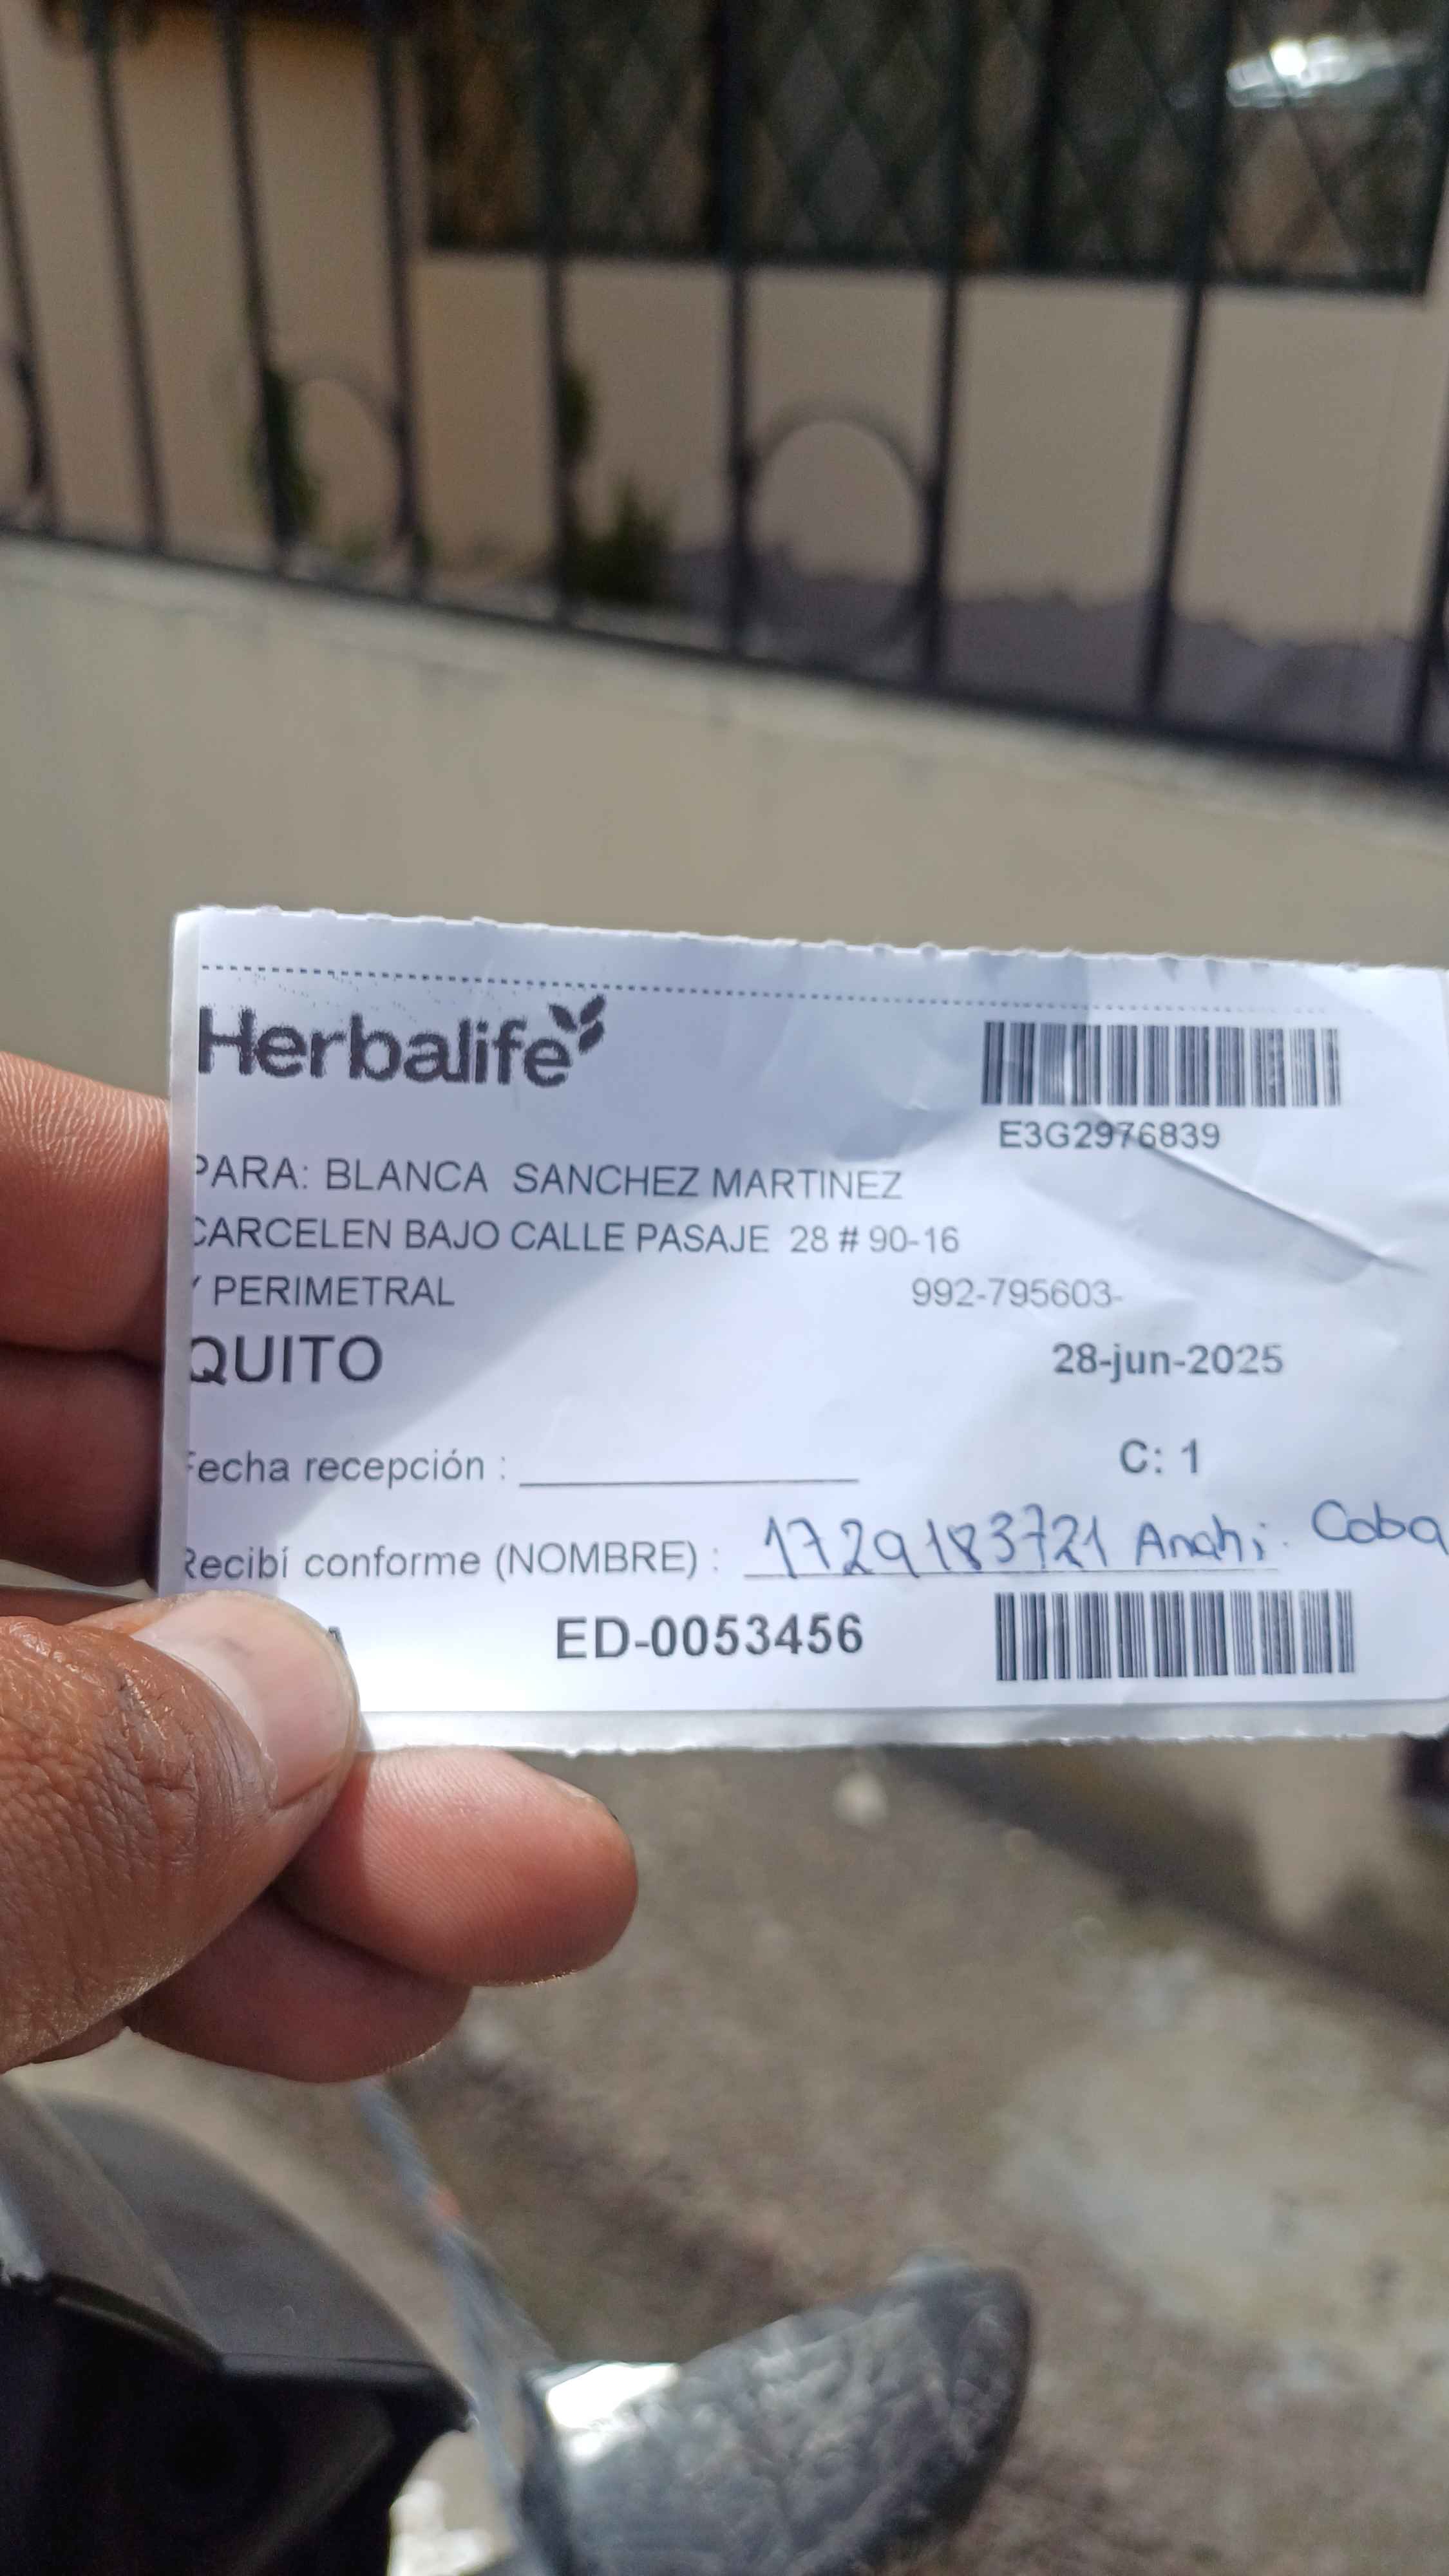 Herbalife
E3G2976839
PARA: BLANCA SANCHEZ MARTINEZ
CARCELEN BAJO CALLE PASAJE 28 # 90-16
Y PERIMETRAL 992-795603-
QUITO 28-jun-2025
Fecha recepción : C: 1
Recibí conforme (NOMBRE) : 1729183721 Anahi. Coba
ED-0053456